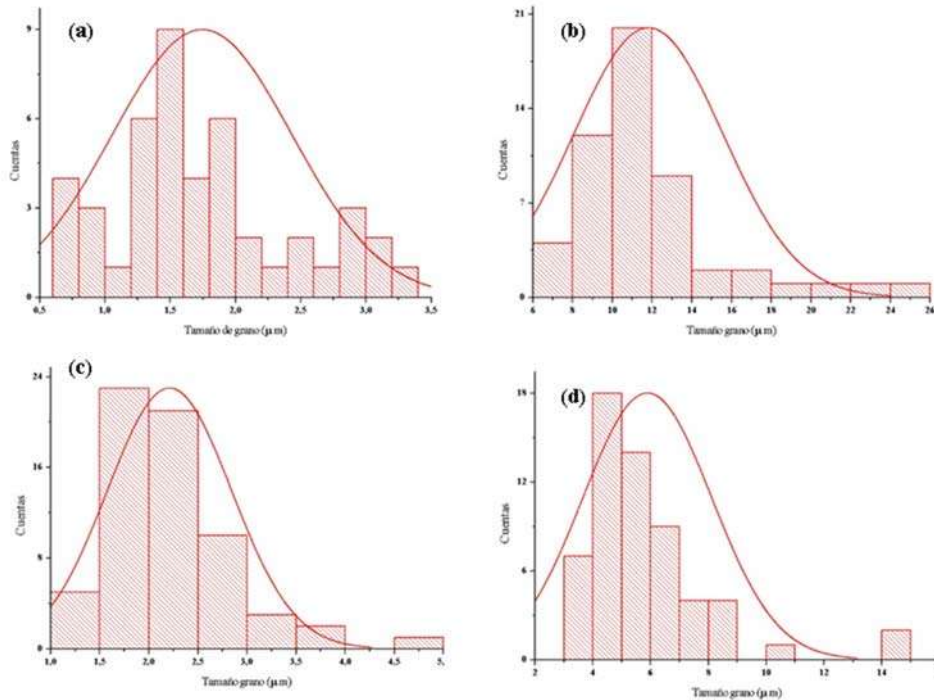 (a)
9
6
3
0
Cuentas
0,5 1,0 1,5 2,0 2,5 3,0 3,5
Tamaño de grano (µm)
(b)
21
14
7
0
Cuentas
6 8 10 12 14 16 18 20 22 24 26
Tamaño grano (µm)
(c)
24
16
8
0
Cuentas
1,0 1,5 2,0 2,5 3,0 3,5 4,0 4,5 5,
Tamaño grano (µm)
(d)
18
12
6
0
Cuentas
2 4 6 8 10 12 14
Tamaño grano (µm)